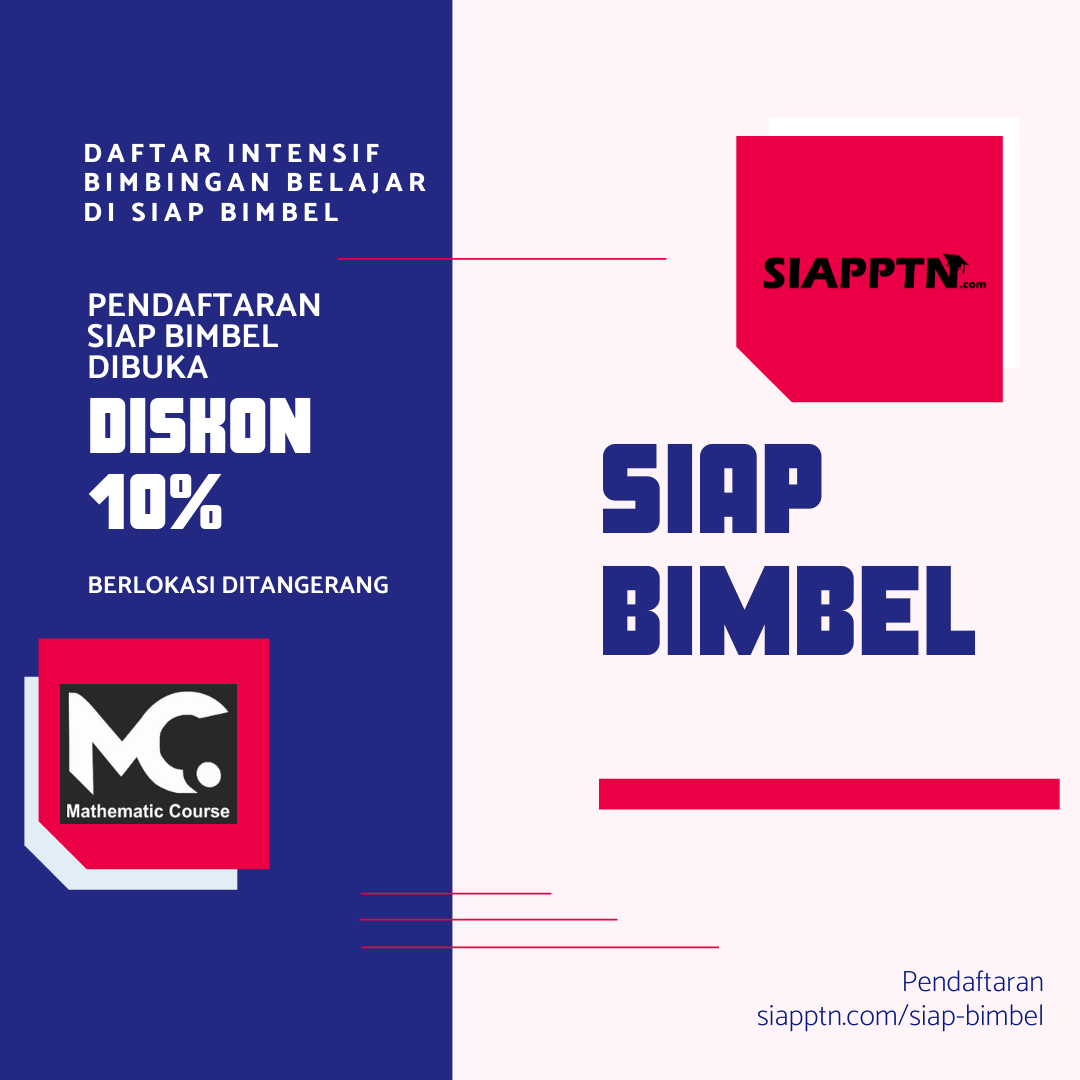 DAFTAR INTENSIF
BIMBINGAN BELAJAR
DI SIAP BIMBEL
PENDAFTARAN
SIAP BIMBEL
DIBUKA
DISKON
10%
BERLOKASI DITANGERANG
MC.
Mathematic Course
SIAPPTN.com
SIAP
BIMBEL
Pendaftaran
siapptn.com/siap-bimbel